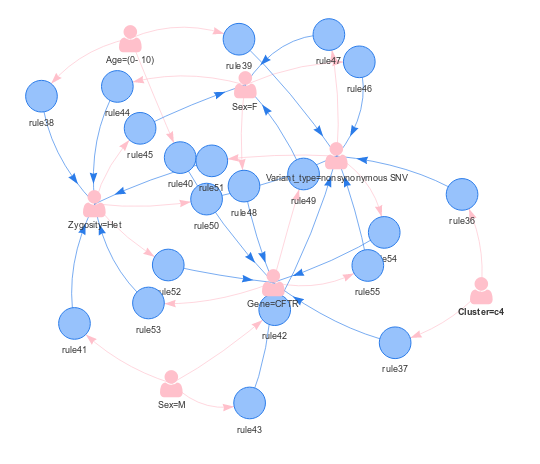 Age=(0- 10)
rule39
rule47
rule46
rule38
rule44
Sex=F
rule45
rule40
rule51
Variant_type=nonsynonymous SNV
rule36
rule50
rule48
rule49
Zygosity=Het
rule54
rule52
rule55
Gene=CFTR
rule53
Cluster=c4
rule41
rule42
rule37
Sex=M
rule43